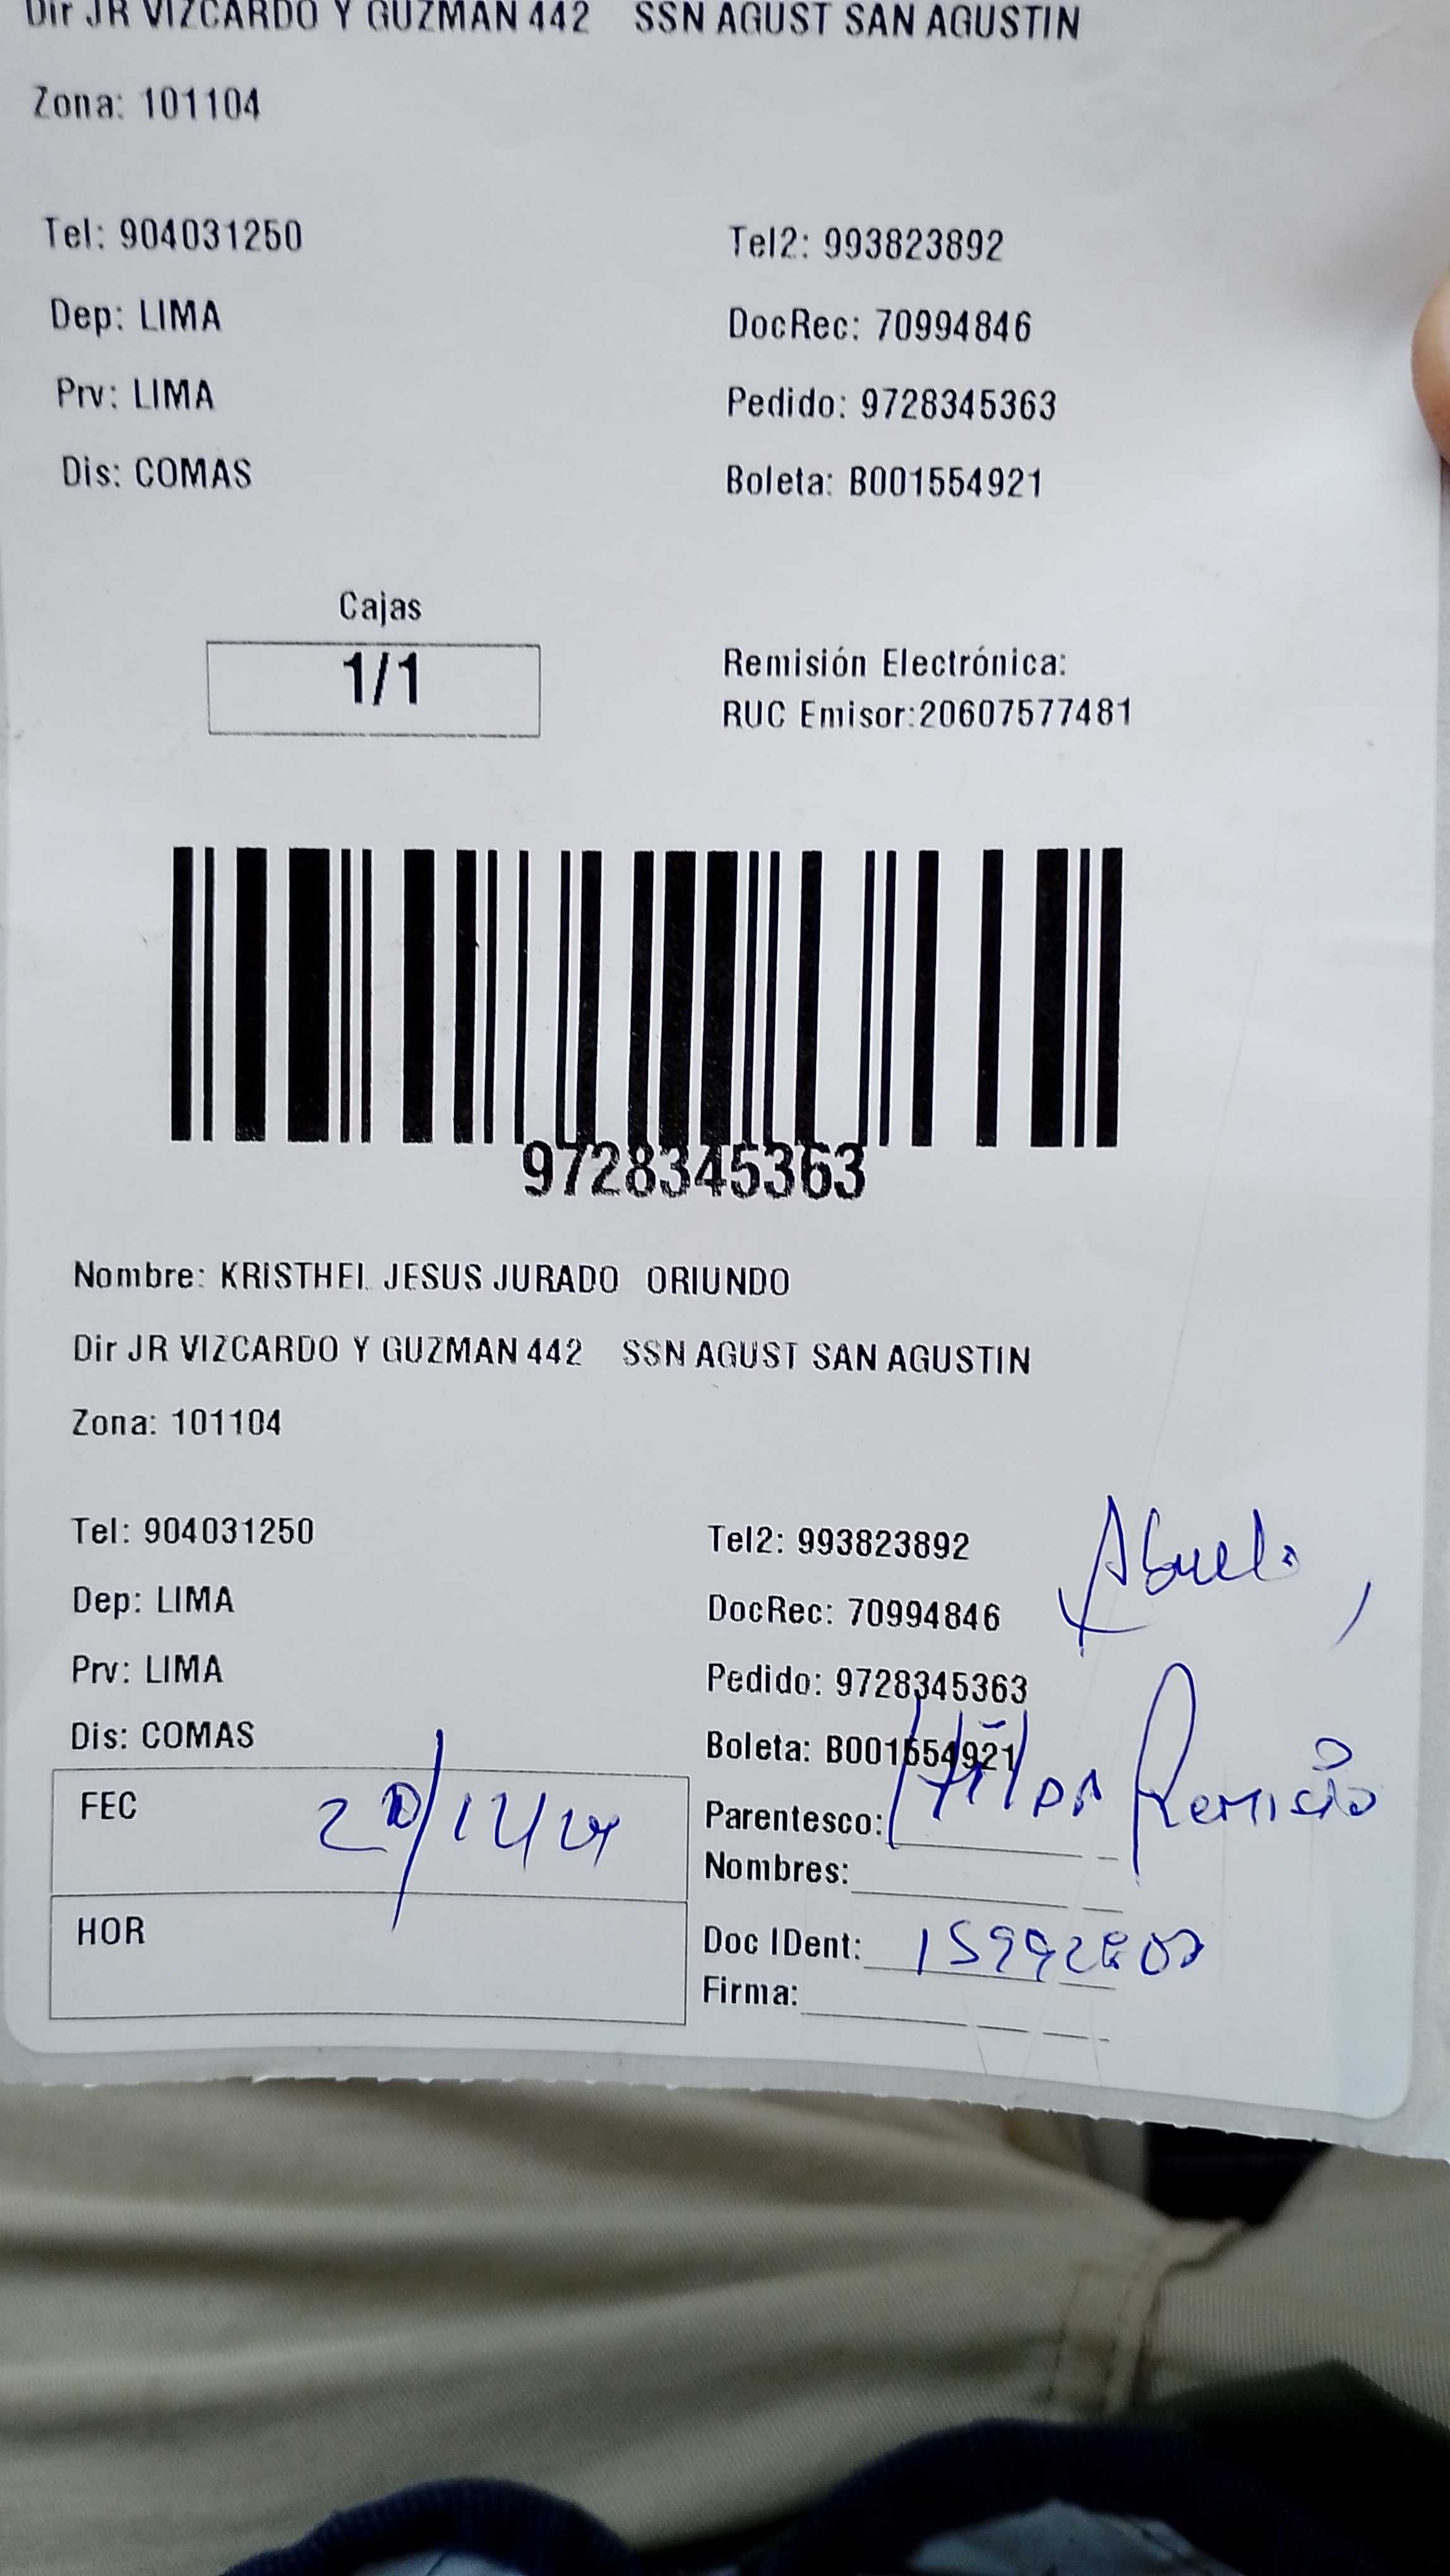 Dir JR VIZCARDO Y GUZMAN 442 SSN AGUST SAN AGUSTIN
Zona: 101104
Tel: 904031250 Tel2: 993823892
Dep: LIMA DocRec: 70994846
Prv: LIMA Pedido: 9728345363
Dis: COMAS Boleta: B001554921
Cajas
1/1
Remisión Electrónica:
RUC Emisor:20607577481
9728345363
Nombre: KRISTHEL JESUS JURADO ORIUNDO
Dir JR VIZCARDO Y GUZMAN 442 SSN AGUST SAN AGUSTIN
Zona: 101104
Tel: 904031250 Tel2: 993823892
Abuela
Dep: LIMA DocRec: 70994846
Prv: LIMA Pedido: 9728345363
Dis: COMAS Boleta: B001554921
FEC
Parentesco: Hilda
Nombres:
HOR
Doc IDent:
Firma: